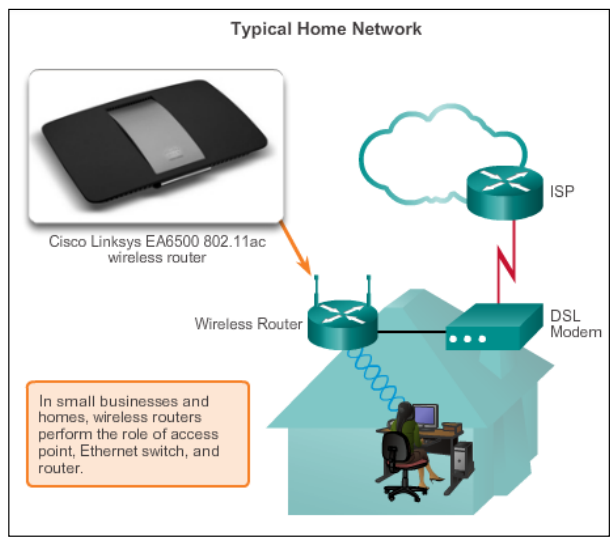 Typical Home Network
Cisco Linksys EA6500 802.11ac
wireless router
ISP
Wireless Router
DSL
Modem
In small businesses and
homes, wireless routers
perform the role of access
point, Ethernet switch, and
router.